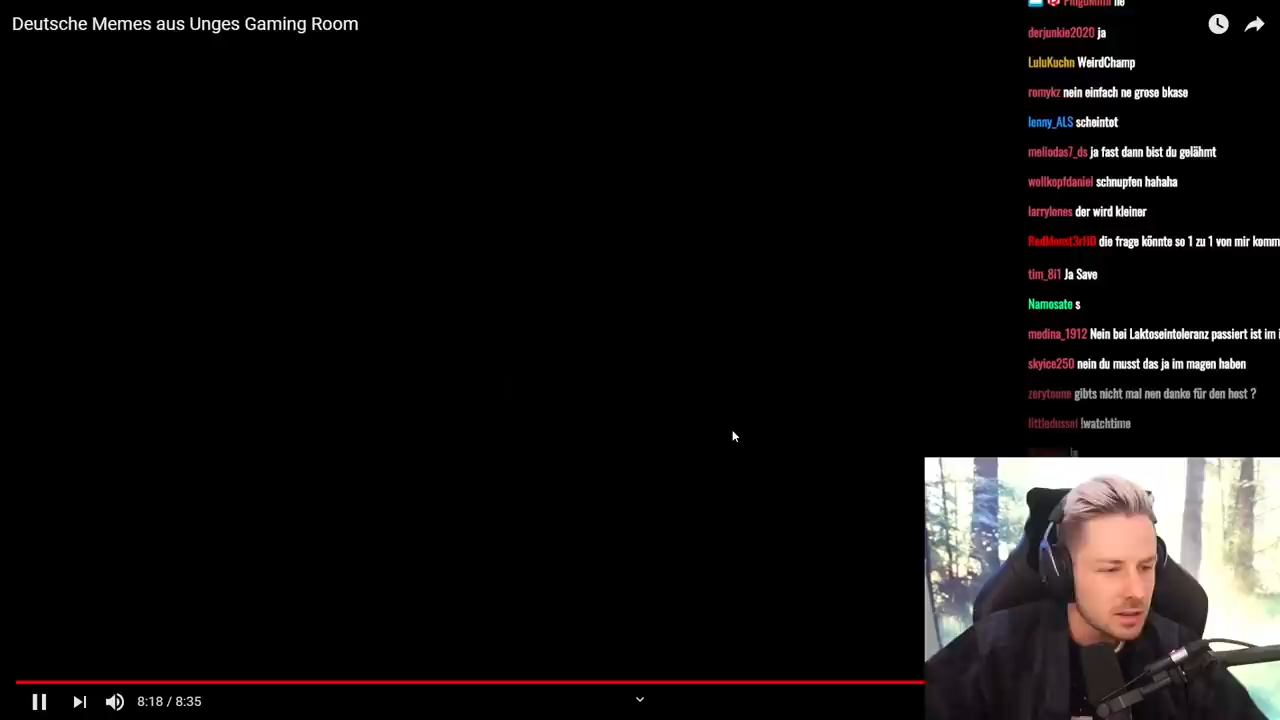 Deutsche Memes aus Unges Gaming Room
ne
derjunkie2020 ja
LuluKuchn WeirdChamp
romykz nein einfach ne grose bkase
lenny_ALS scheintot
meliodas7_ds ja fast dann bist du gelähmt
wollkopfdaniel schnupfen hahaha
larrylones der wird kleiner
RedMonst3rHD die frage könnte so 1 zu 1 von mir komm
tim_8i1 Ja Save
Namosate s
medina_1912 Nein bei Laktoseintoleranz passiert ist im
skyice250 nein du musst das ja im magen haben
zerytoune gibts nicht mal nen danke für den host ?
!watchtime
8:18 / 8:35